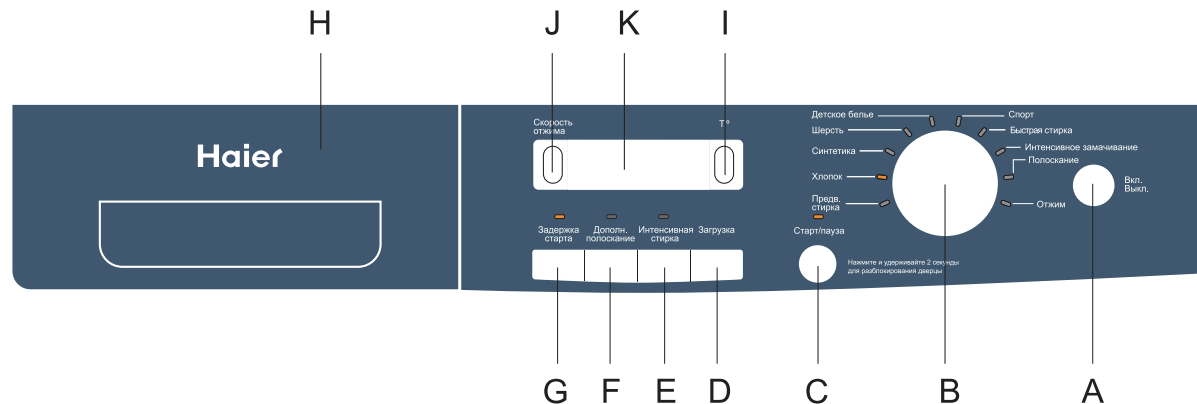 H
J
K
I
Haier
Скорость
отжима
T°
Детское белье
Шерсть
Синтетика
Хлопок
Предв.
стирка
Спорт
Быстрая стирка
Интенсивное замачивание
Полоскание
Отжим
Вкл.
Выкл.
Задержка
старта
Дополн.
полоскание
Интенсивная
стирка
Загрузка
Старт/пауза
Нажмите и удерживайте 2 секунды
для разблокирования дверцы
G
F
E
D
C
B
A